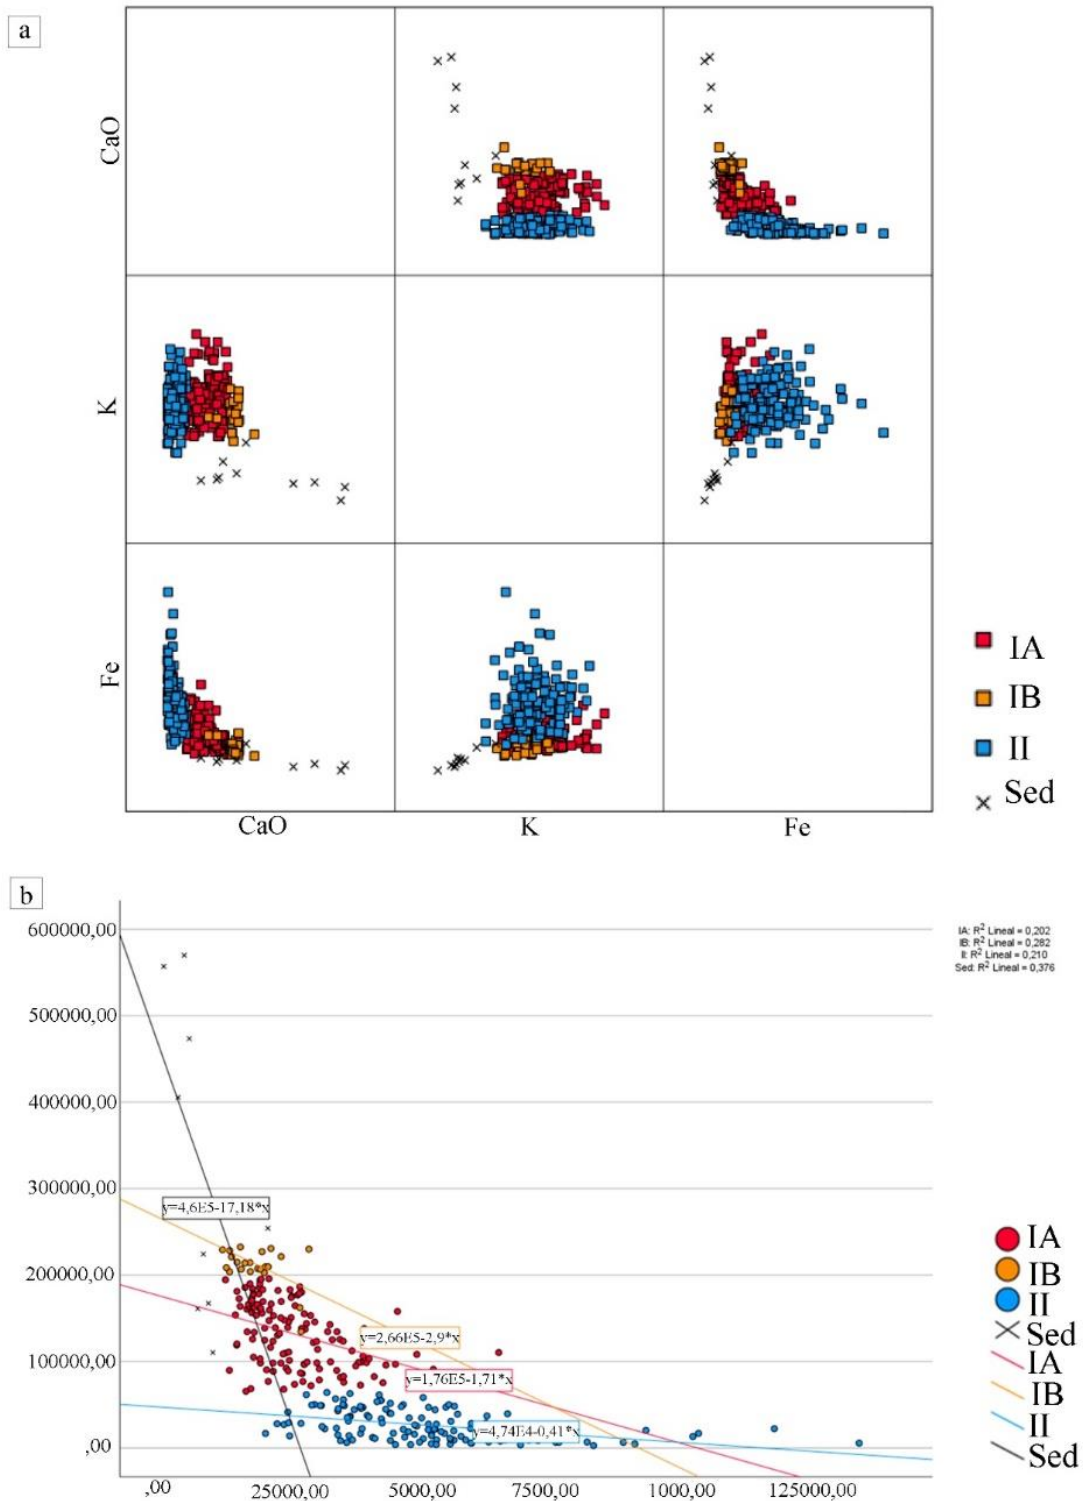 a
CaO
K
Fe
CaO
K
Fe
IA
IB
II
Sed
b
600000,00
500000,00
400000,00
300000,00
200000,00
100000,00
,00
IA: R² Lineal = 0,202
IB: R² Lineal = 0,282
II: R² Lineal = 0,210
Sed: R² Lineal = 0,376
y=4,6E5-17,18*x
y=2,66E5-2,9*x
y=1,76E5-1,71*x
y=4,74E4-0,41*x
IA
IB
II
Sed
IA
IB
II
Sed
,00
25000,00
5000,00
7500,00
1000,00
125000,00